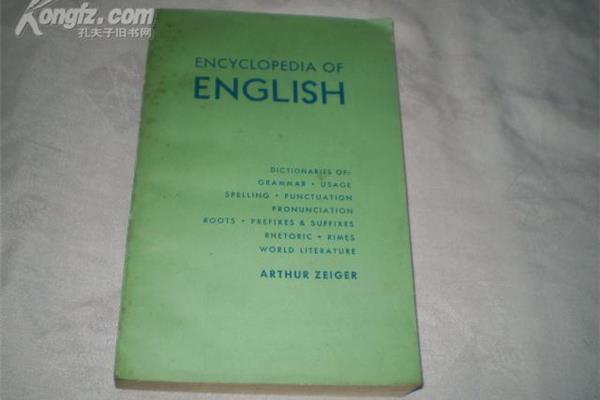 Kongfz.com
孔夫子旧书网
ENCYCLOPEDIA OF
ENGLISH
DICTIONARIES OF:
GRAMMAR • USAGE
SPELLING • PUNCTUATION
PRONUNCIATION
ROOTS • PREFIXES & SUFFIXES
RHETORIC • RIMES
WORLD LITERATURE
ARTHUR ZEIGER